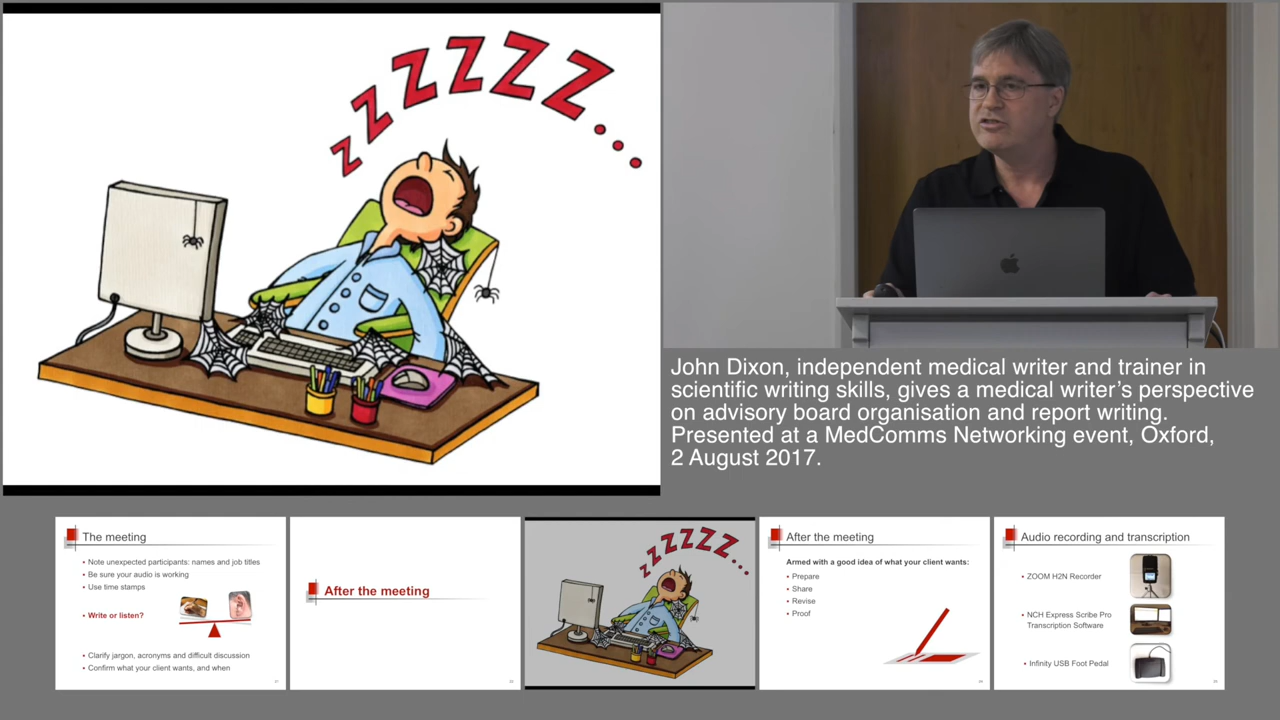 zZZZZZ...
John Dixon, independent medical writer and trainer in
scientific writing skills, gives a medical writer's perspective
on advisory board organisation and report writing.
Presented at a MedComms Networking event, Oxford,
2 August 2017.
The meeting
• Note unexpected participants: names and job titles
• Be sure your audio is working
• Use time stamps
• Write or listen?
• Clarify jargon, acronyms and difficult discussion
• Confirm what your client wants, and when
After the meeting
zZZZZZ...
After the meeting
Armed with a good idea of what your client wants:
• Prepare
• Share
• Revise
• Proof
Audio recording and transcription
• ZOOM H2N Recorder
• NCH Express Scribe Pro
Transcription Software
• Infinity USB Foot Pedal